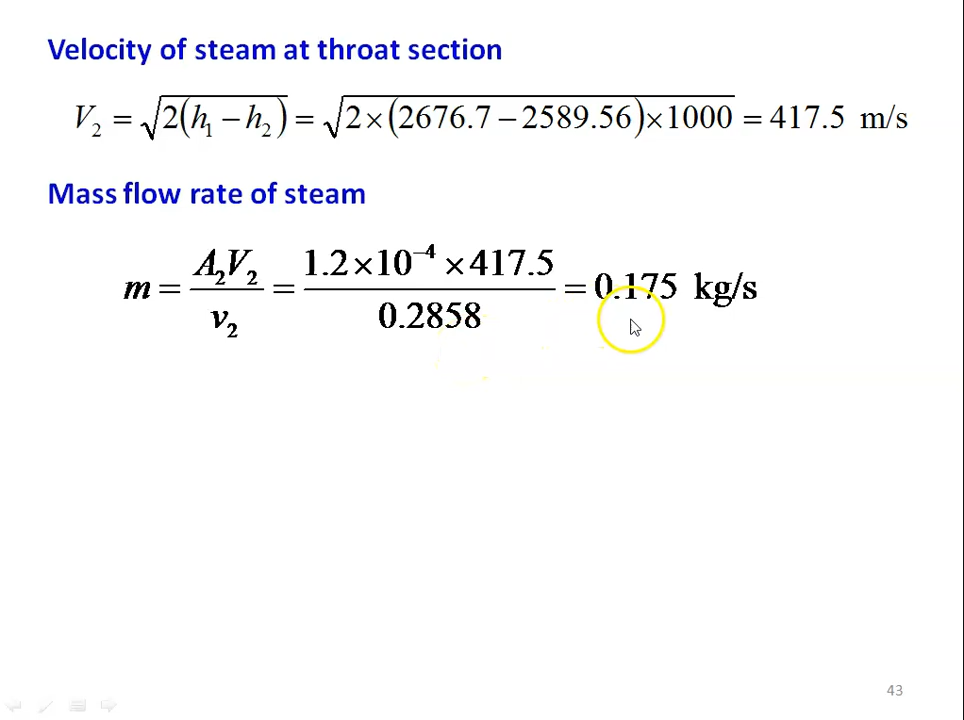 Velocity of steam at throat section
V₂ = √2(h₁ − h₂) = √2×(2676.7−2589.56)×1000 = 417.5 m/s
Mass flow rate of steam
m = A₂V₂/v₂ = 1.2×10⁻⁴ ×417.5/0.2858 = 0.175 kg/s
43